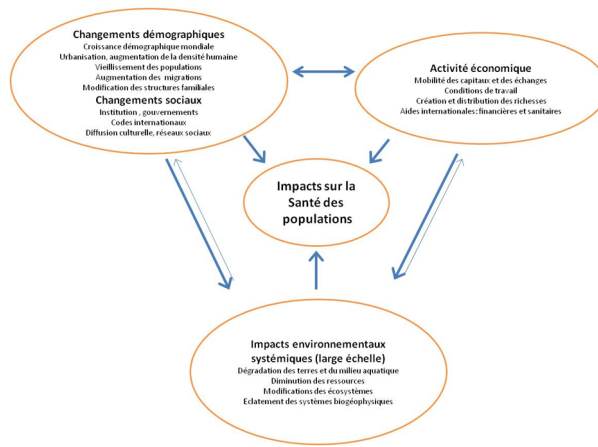 Changements démographiques
Croissance démographique mondiale
Urbanisation, augmentation de la densité humaine
Vieillissement des populations
Augmentation des migrations
Modification des structures familiales
Changements sociaux
Institution , gouvernements
Codes internationaux
Diffusion culturelle, réseaux sociaux
Activité économique
Mobilité des capitaux et des échanges
Conditions de travail
Création et distribution des richesses
Aides internationales: financières et sanitaires
Impacts sur la
Santé des
populations
Impacts environnementaux
systémiques (large échelle)
Dégradation des terres et du milieu aquatique
Diminution des ressources
Modifications des écosystèmes
Eclatement des systèmes biogéophysiques